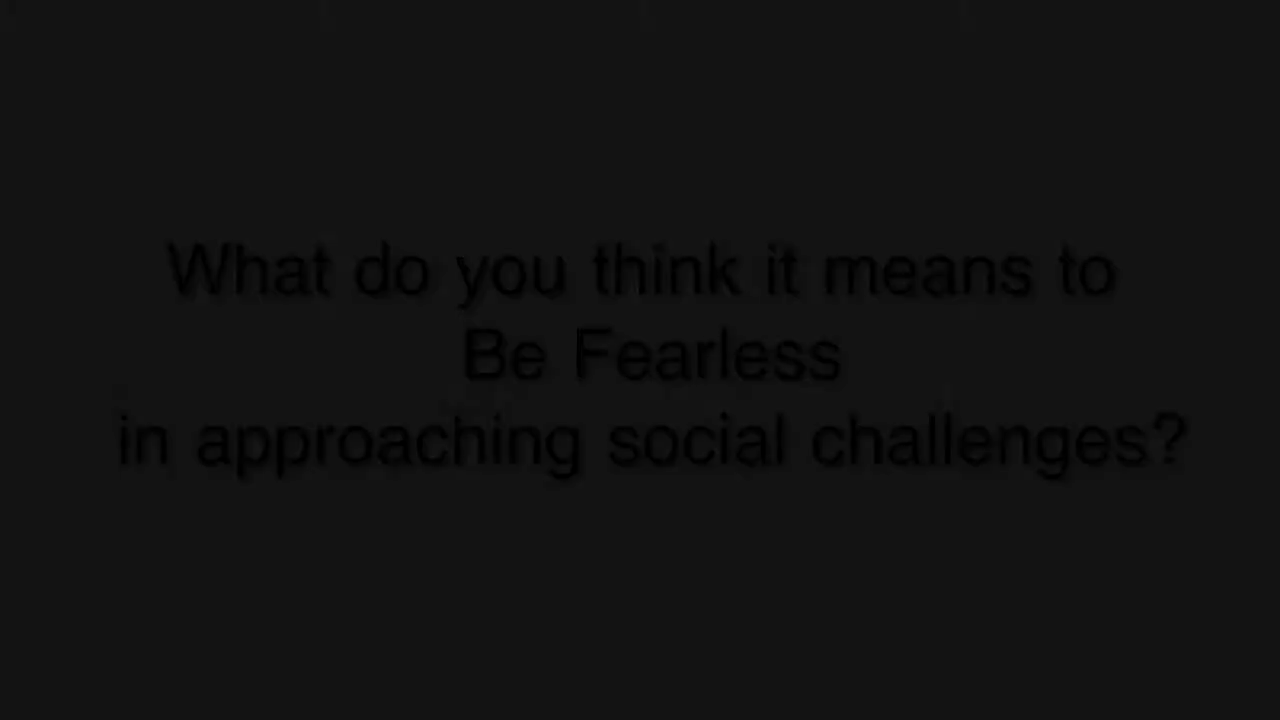 What do you think it means to
Be Fearless
in approaching social challenges?